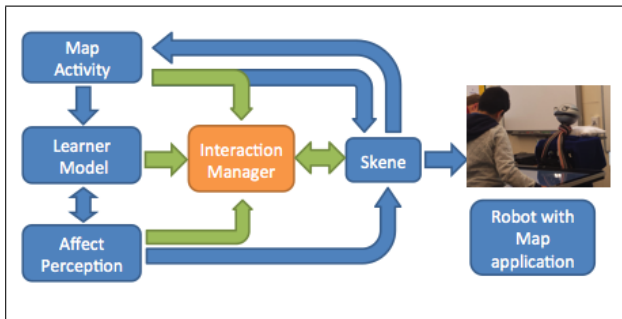 Map
Activity
Learner
Model
Interaction
Manager
Skene
Affect
Perception
Robot with
Map
application